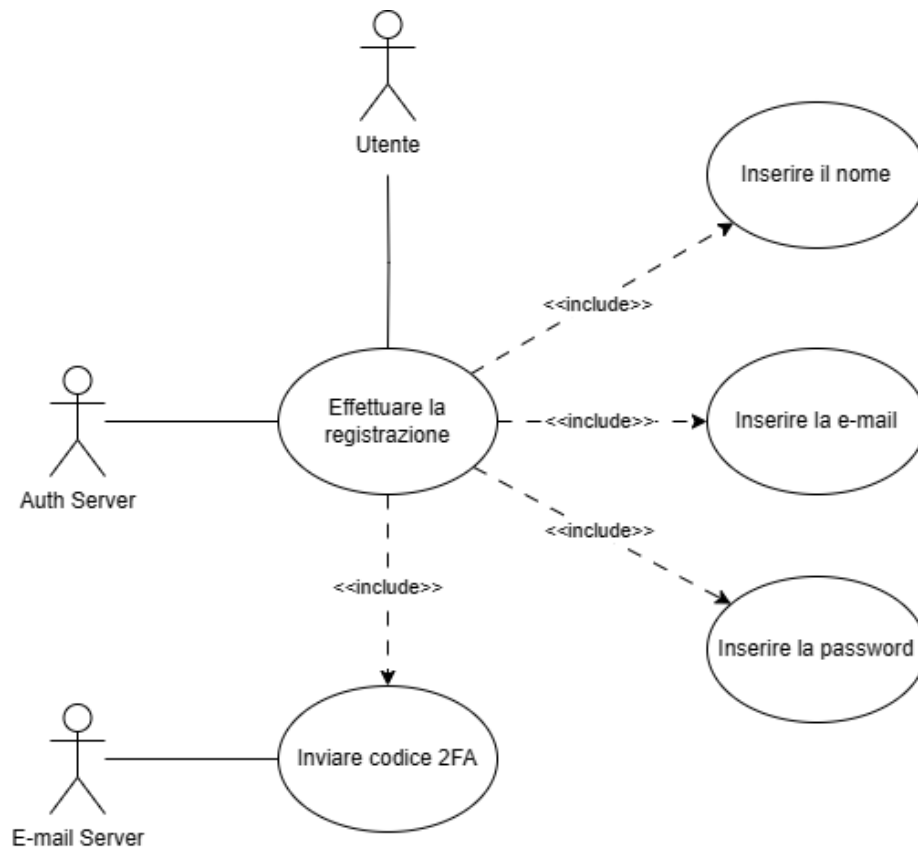 Utente
Inserire il nome
<<include>>
Effettuare la
registrazione
<<include>>
Inserire la e-mail
Auth Server
<<include>>
<<include>>
Inserire la password
Inviare codice 2FA
E-mail Server